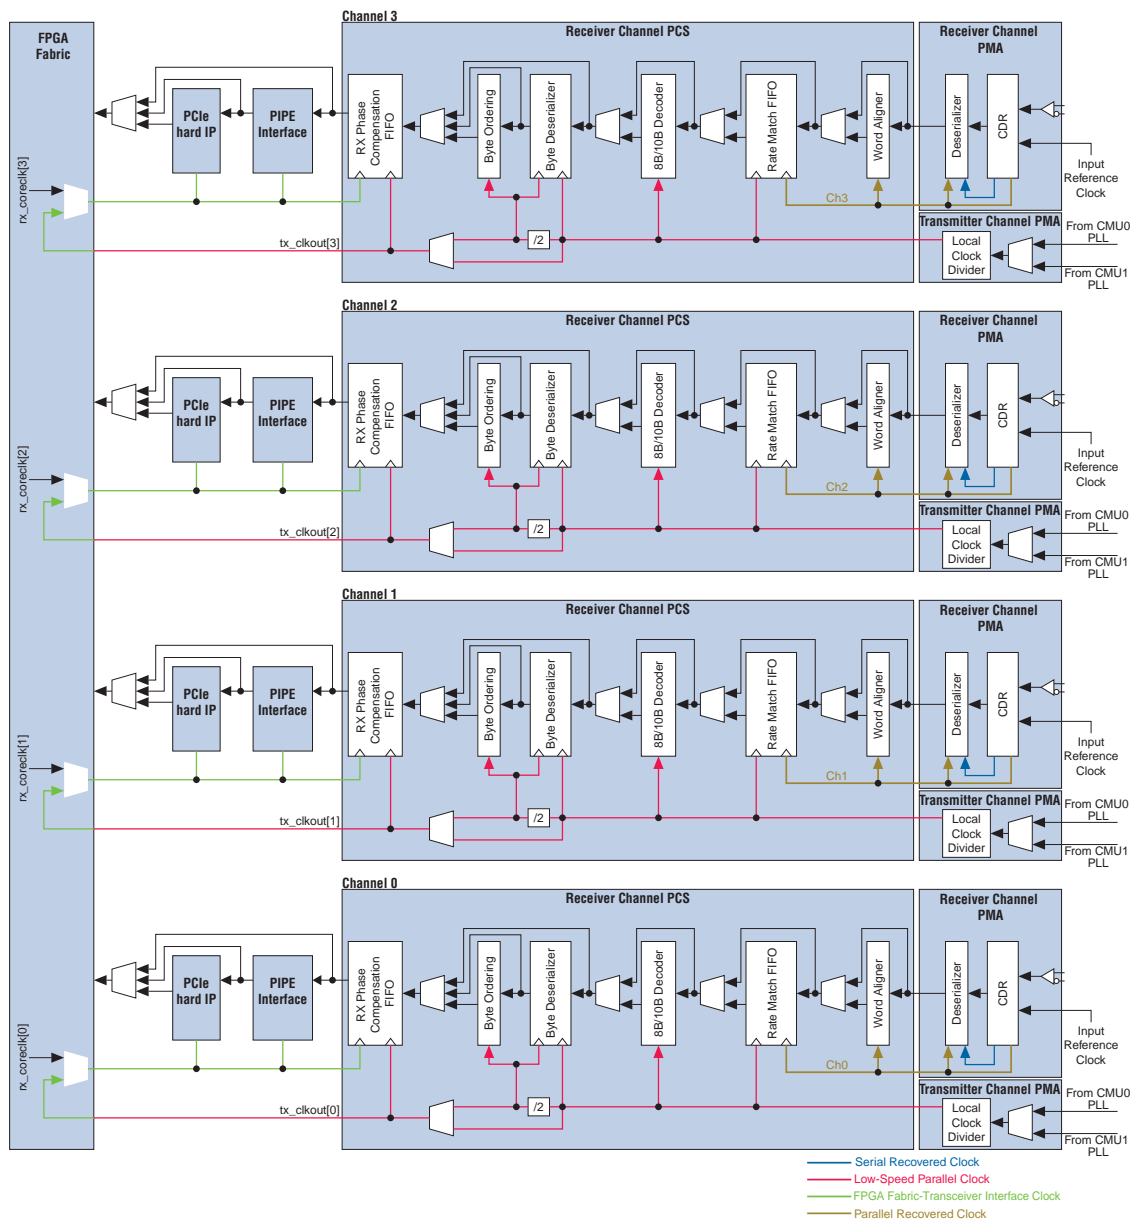 Channel 3
FPGA
Fabric
Receiver Channel PCS
Receiver Channel
PMA
PCIe
hard IP
PIPE
Interface
RX Phase
Compensation
FIFO
Byte Ordering
Byte Deserializer
8B/10B Decoder
Rate Match FIFO
Word Aligner
Deserializer
CDR
Input
Reference
Clock
rx_coreclk[3]
Ch3
tx_clkout[3]
/2
Transmitter Channel PMA
Local
Clock
Divider
From CMU0
PLL
From CMU1
PLL
Channel 2
Receiver Channel PCS
Receiver Channel
PMA
PCIe
hard IP
PIPE
Interface
RX Phase
Compensation
FIFO
Byte Ordering
Byte Deserializer
8B/10B Decoder
Rate Match FIFO
Word Aligner
Deserializer
CDR
Input
Reference
Clock
rx_coreclk[2]
Ch2
tx_clkout[2]
/2
Transmitter Channel PMA
Local
Clock
Divider
From CMU0
PLL
From CMU1
PLL
Channel 1
Receiver Channel PCS
Receiver Channel
PMA
PCIe
hard IP
PIPE
Interface
RX Phase
Compensation
FIFO
Byte Ordering
Byte Deserializer
8B/10B Decoder
Rate Match FIFO
Word Aligner
Deserializer
CDR
Input
Reference
Clock
rx_coreclk[1]
Ch1
tx_clkout[1]
/2
Transmitter Channel PMA
Local
Clock
Divider
From CMU0
PLL
From CMU1
PLL
Channel 0
Receiver Channel PCS
Receiver Channel
PMA
PCIe
hard IP
PIPE
Interface
RX Phase
Compensation
FIFO
Byte Ordering
Byte Deserializer
8B/10B Decoder
Rate Match FIFO
Word Aligner
Deserializer
CDR
Input
Reference
Clock
rx_coreclk[0]
Ch0
tx_clkout[0]
/2
Transmitter Channel PMA
Local
Clock
Divider
From CMU0
PLL
From CMU1
PLL
Serial Recovered Clock
Low-Speed Parallel Clock
FPGA Fabric-Transceiver Interface Clock
Parallel Recovered Clock